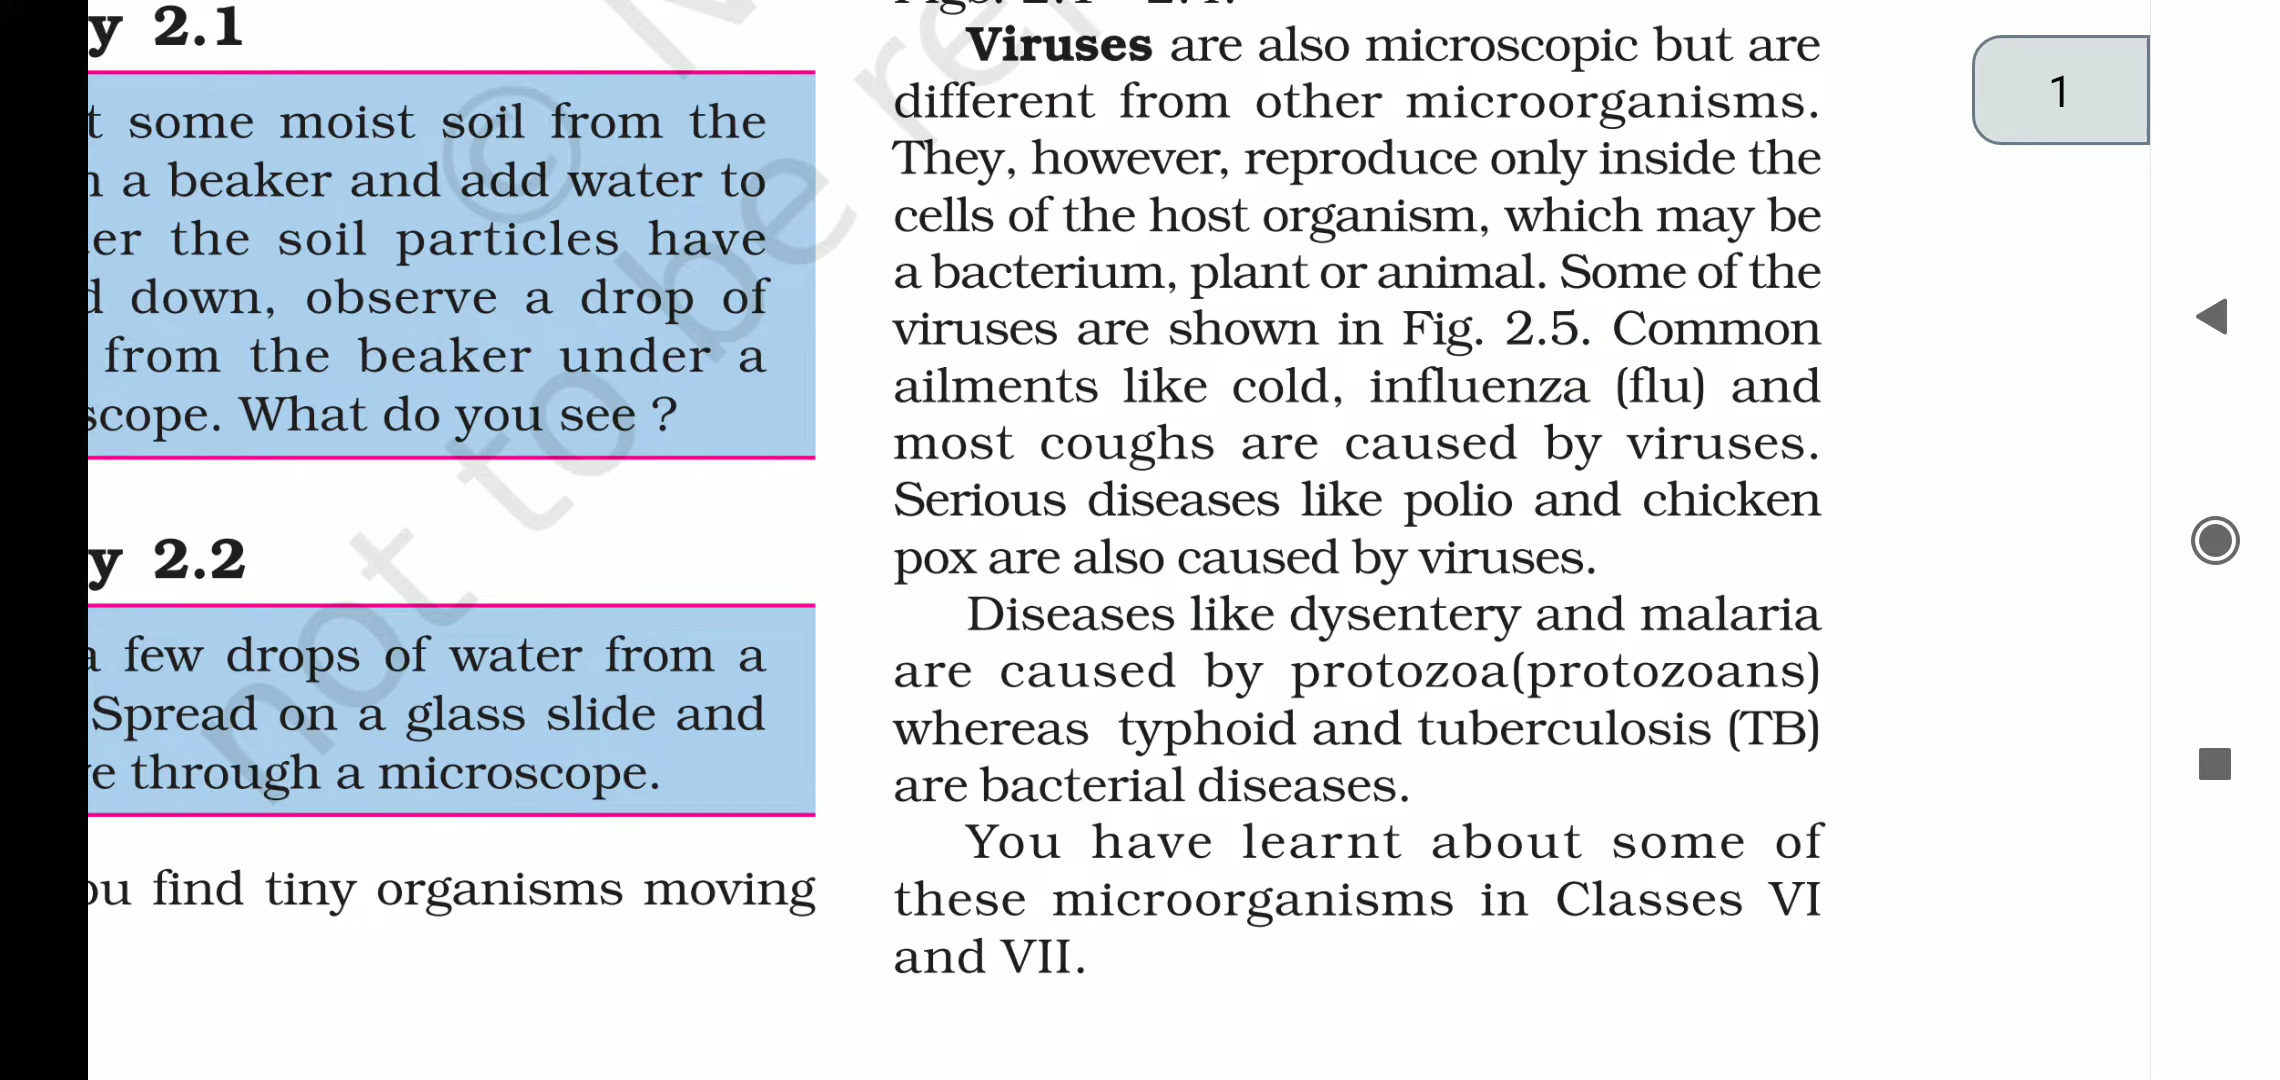 y 2.1
t some moist soil from the
a beaker and add water to
er the soil particles have
d down, observe a drop of
from the beaker under a
scope. What do you see ?
y 2.2
a few drops of water from a
Spread on a glass slide and
e through a microscope.
ou find tiny organisms moving
Viruses are also microscopic but are
different from other microorganisms.
They, however, reproduce only inside the
cells of the host organism, which may be
a bacterium, plant or animal. Some of the
viruses are shown in Fig. 2.5. Common
ailments like cold, influenza (flu) and
most coughs are caused by viruses.
Serious diseases like polio and chicken
pox are also caused by viruses.
Diseases like dysentery and malaria
are caused by protozoa(protozoans)
whereas typhoid and tuberculosis (TB)
are bacterial diseases.
You have learnt about some of
these microorganisms in Classes VI
and VII.
1
© N
not to be re